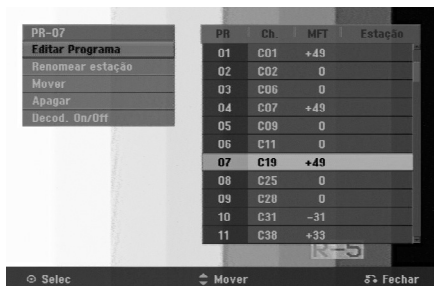 PR-07
Editar Programa
Renomear estação
Mover
Apagar
Decod. On/Off
PR Ch. MFT Estação
01 C01 +49
02 C02 0
03 C06 0
04 C07 +49
05 C09 0
06 C11 0
07 C19 +49
08 C25 0
09 C28 0
10 C31 -31
11 C38 +33
R-5
Selec Mover Fechar